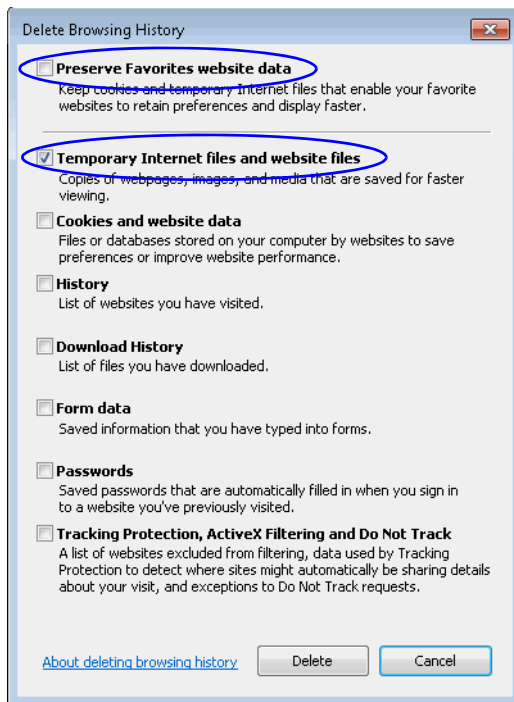 Delete Browsing History
Preserve Favorites website data
Keep cookies and temporary Internet files that enable your favorite
websites to retain preferences and display faster.
Temporary Internet files and website files
Copies of webpages, images, and media that are saved for faster
viewing.
Cookies and website data
Files or databases stored on your computer by websites to save
preferences or improve website performance.
History
List of websites you have visited.
Download History
List of files you have downloaded.
Form data
Saved information that you have typed into forms.
Passwords
Saved passwords that are automatically filled in when you sign in
to a website you've previously visited.
Tracking Protection, ActiveX Filtering and Do Not Track
A list of websites excluded from filtering, data used by Tracking
Protection to detect where sites might automatically be sharing details
about your visit, and exceptions to Do Not Track requests.
About deleting browsing history
Delete
Cancel